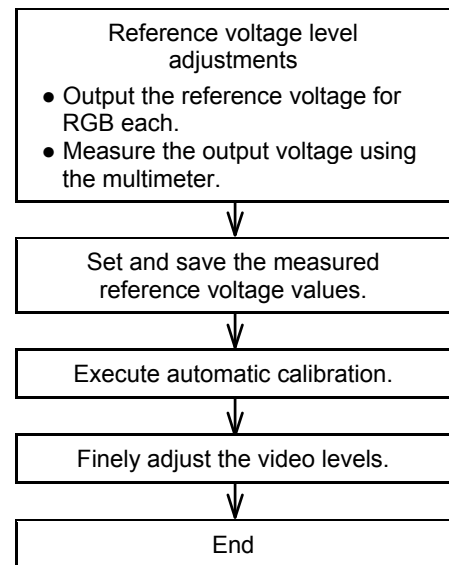 Reference voltage level
adjustments
● Output the reference voltage for
RGB each.
● Measure the output voltage using
the multimeter.
Set and save the measured
reference voltage values.
Execute automatic calibration.
Finely adjust the video levels.
End